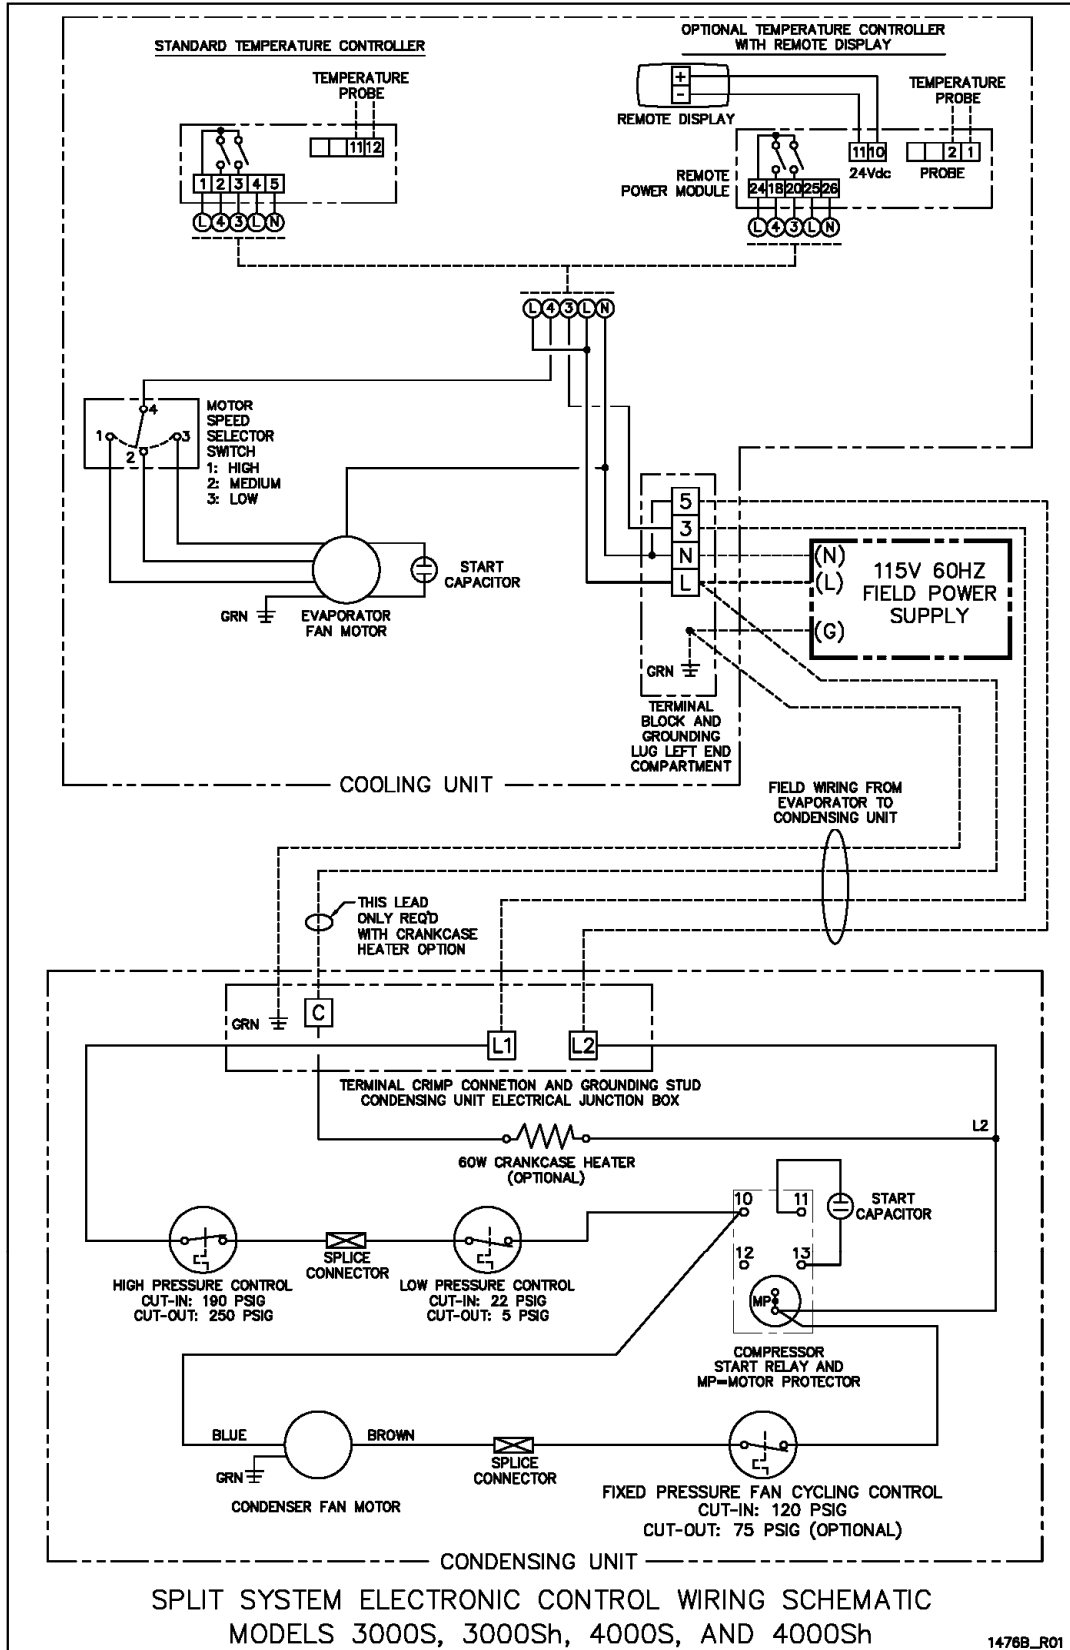 STANDARD TEMPERATURE CONTROLLER
TEMPERATURE
PROBE
11 12
1 2 3 4 5
L 4 3 L N
OPTIONAL TEMPERATURE CONTROLLER
WITH REMOTE DISPLAY
+
-
REMOTE DISPLAY
TEMPERATURE
PROBE
REMOTE
POWER MODULE
11 10
24Vdc
2 1
PROBE
24 18 20 25 26
L 4 3 L N
L 4 3 L N
4
1
3
2
MOTOR
SPEED
SELECTOR
SWITCH
1: HIGH
2: MEDIUM
3: LOW
START
CAPACITOR
GRN
EVAPORATOR
FAN MOTOR
5
3
N
L
GRN
(N)
(L)
(G)
115V 60HZ
FIELD POWER
SUPPLY
TERMINAL
BLOCK AND
GROUNDING
LUG LEFT END
COMPARTMENT
COOLING UNIT
FIELD WIRING FROM
EVAPORATOR TO
CONDENSING UNIT
THIS LEAD
ONLY REQ'D
WITH CRANKCASE
HEATER OPTION
GRN
C
L1
L2
TERMINAL CRIMP CONNETION AND GROUNDING STUD
CONDENSING UNIT ELECTRICAL JUNCTION BOX
L2
60W CRANKCASE HEATER
(OPTIONAL)
10
11
12
13
MP
START
CAPACITOR
HIGH PRESSURE CONTROL
CUT-IN: 190 PSIG
CUT-OUT: 250 PSIG
SPLICE
CONNECTOR
LOW PRESSURE CONTROL
CUT-IN: 22 PSIG
CUT-OUT: 5 PSIG
COMPRESSOR
START RELAY AND
MP=MOTOR PROTECTOR
BLUE
BROWN
GRN
CONDENSER FAN MOTOR
SPLICE
CONNECTOR
FIXED PRESSURE FAN CYCLING CONTROL
CUT-IN: 120 PSIG
CUT-OUT: 75 PSIG (OPTIONAL)
CONDENSING UNIT
SPLIT SYSTEM ELECTRONIC CONTROL WIRING SCHEMATIC
MODELS 3000S, 3000Sh, 4000S, AND 4000Sh
1476B_R01